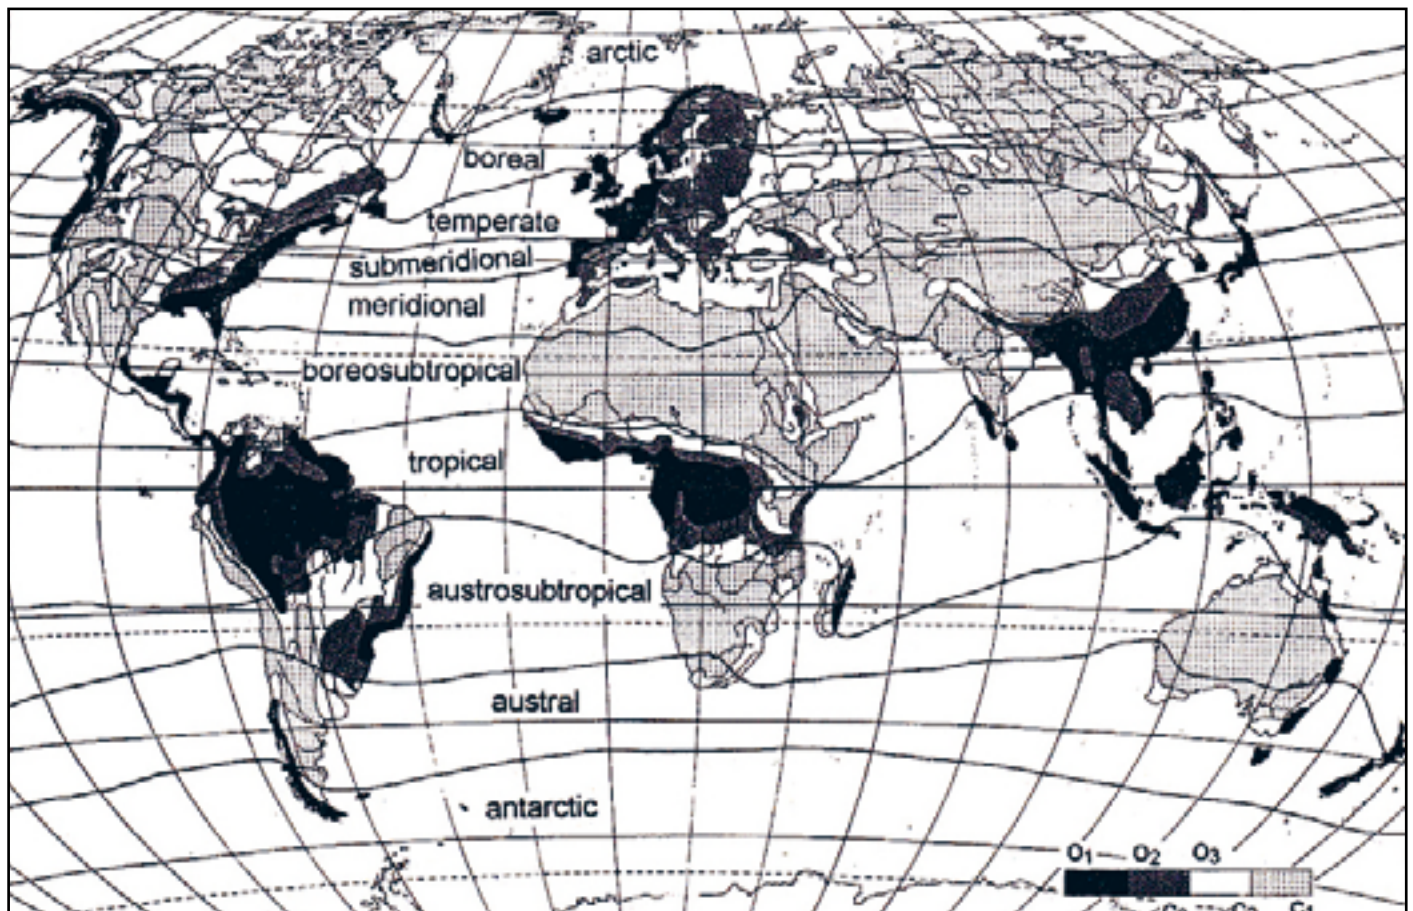 arctic
boreal
temperate
submeridional
meridional
boreosubtropical
tropical
austrosubtropical
austral
antarctic
O1 O2 O3